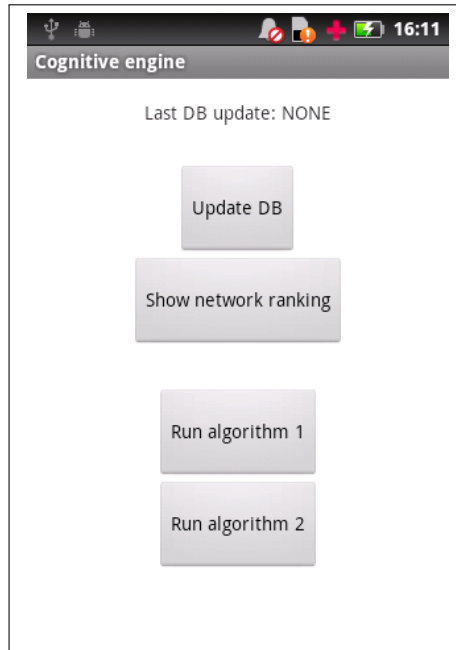 16:11
Cognitive engine
Last DB update: NONE
Update DB
Show network ranking
Run algorithm 1
Run algorithm 2